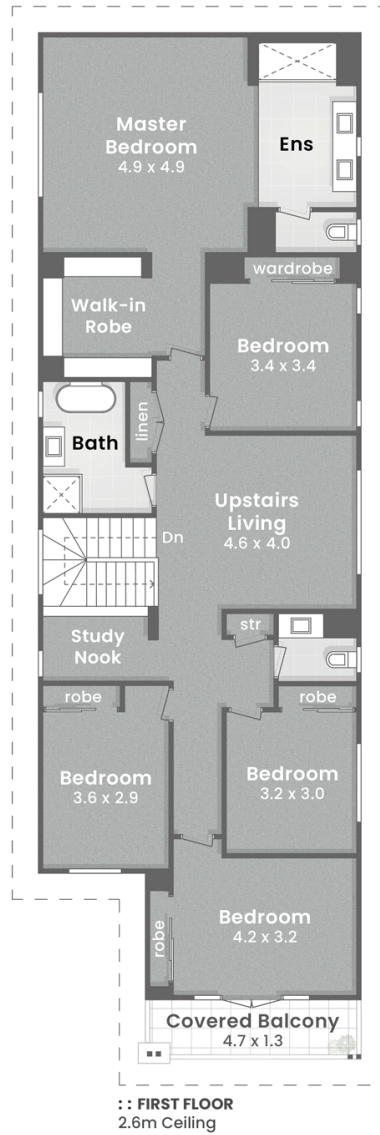 Master
Bedroom
4.9 x 4.9
Ens
wardrobe
Walk-in
Robe
Bedroom
3.4 x 3.4
linen
Bath
Upstairs
Living
4.6 x 4.0
Dn
str
Study
Nook
robe
robe
Bedroom
3.6 x 2.9
Bedroom
3.2 x 3.0
robe
Bedroom
4.2 x 3.2
Covered Balcony
4.7 x 1.3
:: FIRST FLOOR
2.6m Ceiling